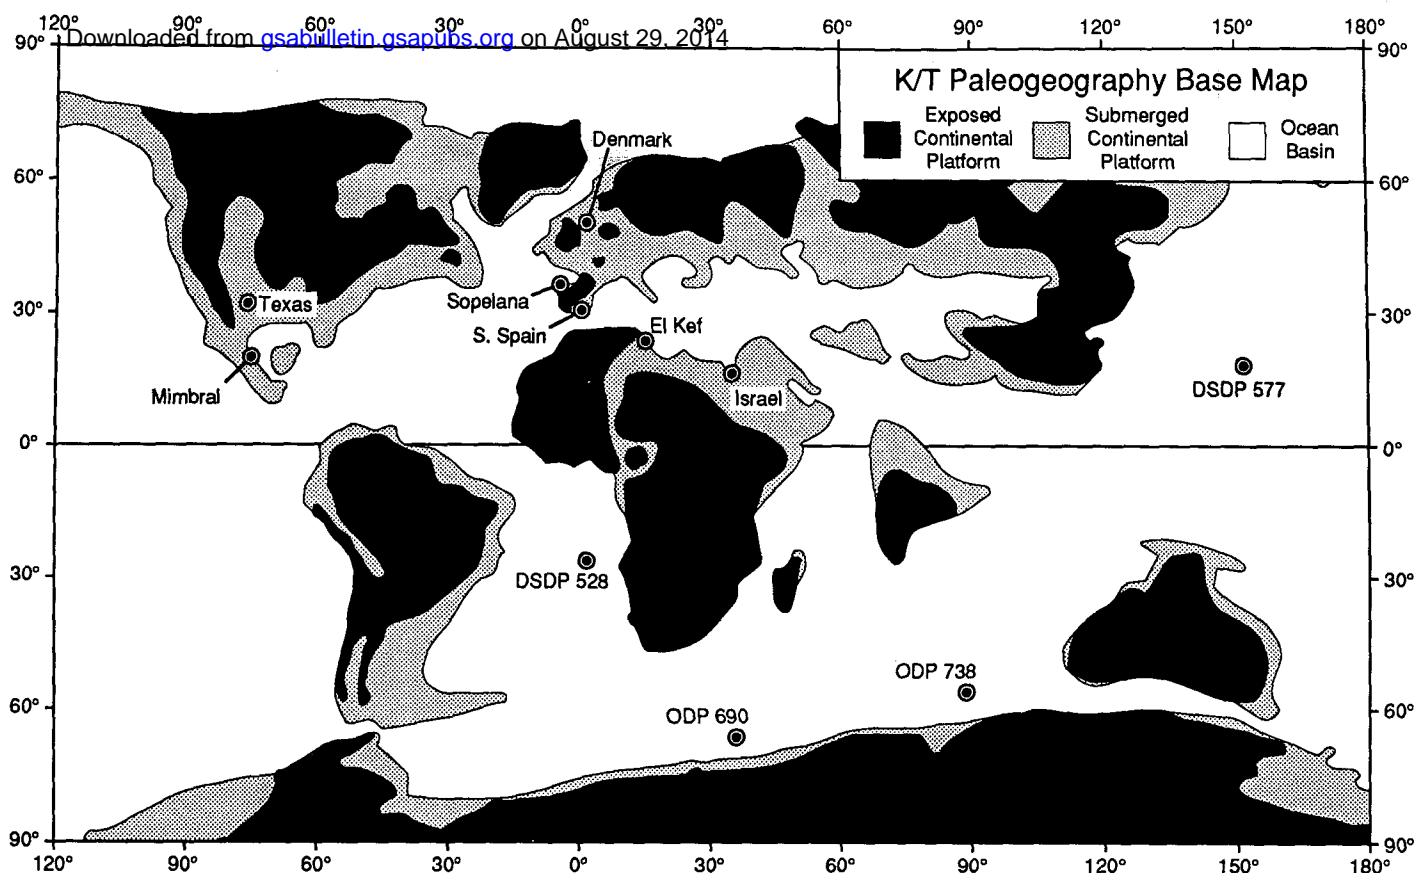 120° 90° 60° 30° 0° 30° 60° 90° 120° 150° 180°
Downloaded from gsabulletin.gsapubs.org on August 29, 2014
90° 90°
K/T Paleogeography Base Map
Exposed Continental Platform
Submerged Continental Platform
Ocean Basin
Denmark
60° 60°
Sopelana
Texas
30° 30°
S. Spain
El Kef
Mimbral
Israel
DSDP 577
0° 0°
DSDP 528
30° 30°
ODP 738
60° 60°
ODP 690
90° 90°
120° 90° 60° 30° 0° 30° 60° 90° 120° 150° 180°